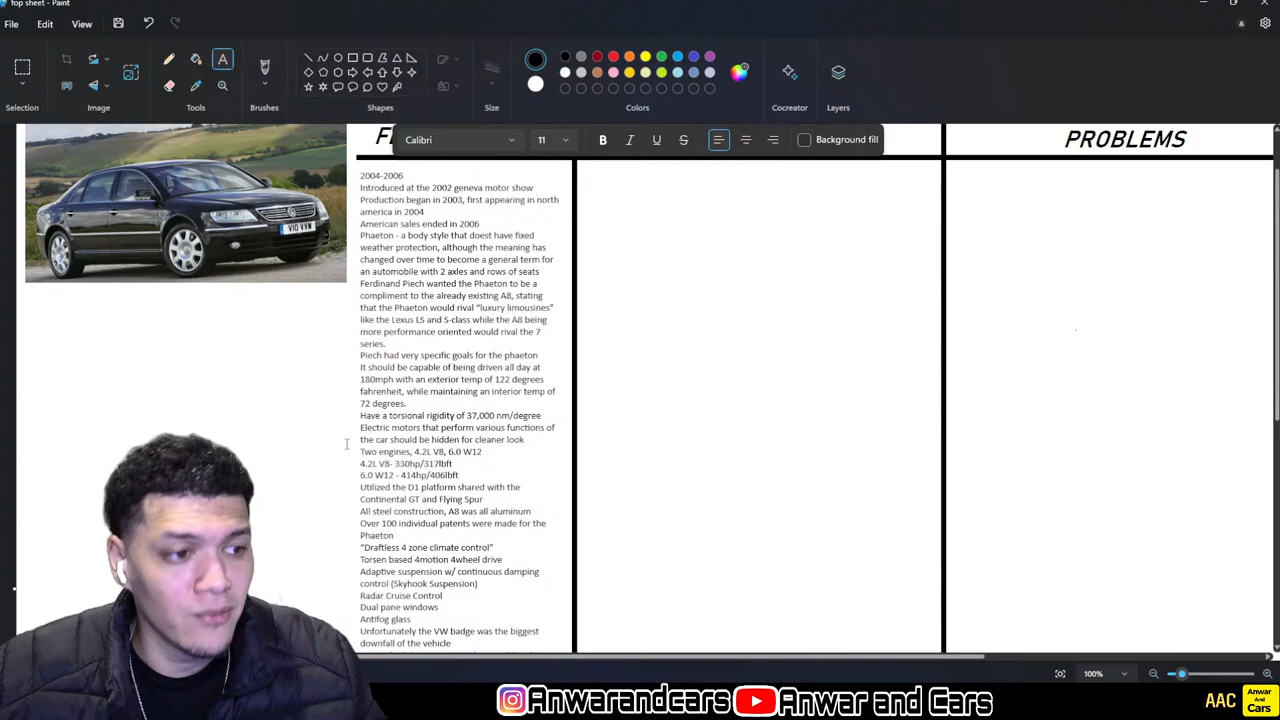 top sheet - Paint
File Edit View
Calibri 11 B I U S Background fill
Selection Image Tools Brushes Shapes Size Colors Cocreator Layers
PROBLEMS
V10 VVW
2004-2006
Introduced at the 2002 geneva motor show
Production began in 2003, first appearing in north
america in 2004
American sales ended in 2006
Phaeton - a body style that doest have fixed
weather protection, although the meaning has
changed over time to become a general term for
an automobile with 2 axles and rows of seats
Ferdinand Piech wanted the Phaeton to be a
compliment to the already existing A8, stating
that the Phaeton would rival “luxury limousines”
like the Lexus LS and S-class while the A8 being
more performance oriented would rival the 7
series.
Piech had very specific goals for the phaeton
It should be capable of being driven all day at
180mph with an exterior temp of 122 degrees
fahrenheit, while maintaining an interior temp of
72 degrees.
Have a torsional rigidity of 37,000 nm/degree
Electric motors that perform various functions of
the car should be hidden for cleaner look
Two engines, 4.2L V8, 6.0 W12
4.2L V8- 330hp/317lbft
6.0 W12 - 414hp/406lbft
Utilized the D1 platform shared with the
Continental GT and Flying Spur
All steel construction, A8 was all aluminum
Over 100 individual patents were made for the
Phaeton
“Draftless 4 zone climate control”
Torsen based 4motion 4wheel drive
Adaptive suspension w/ continuous damping
control (Skyhook Suspension)
Radar Cruise Control
Dual pane windows
Antifog glass
Unfortunately the VW badge was the biggest
downfall of the vehicle
100%
Anwarandcars Anwar and Cars
AAC
Anwar
And
Cars